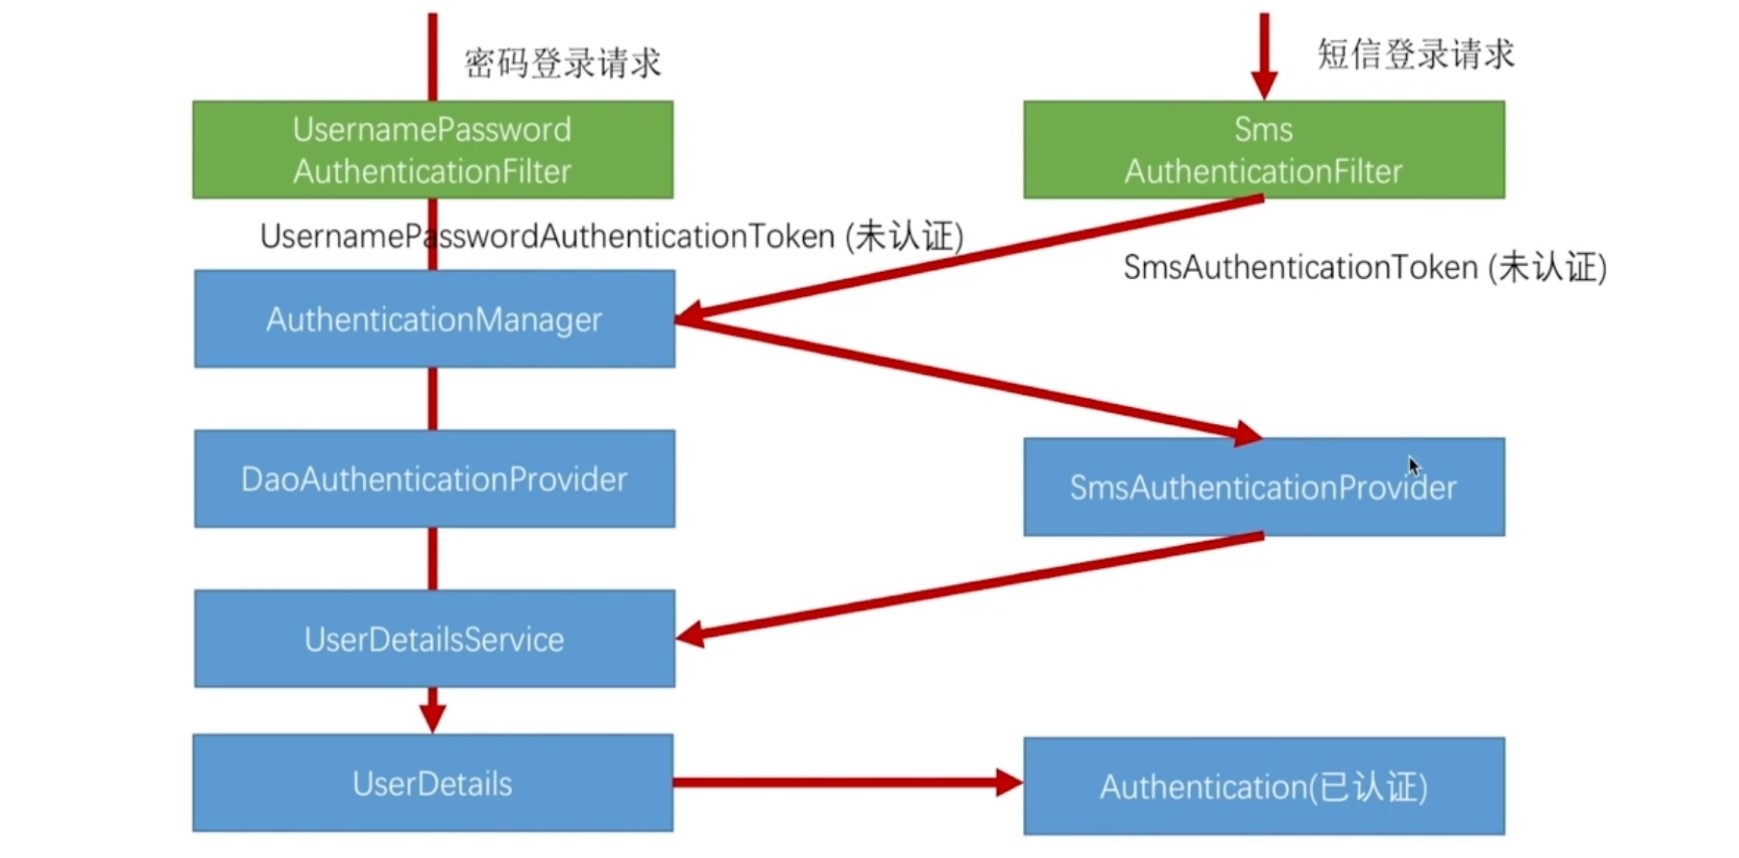 密码登录请求
短信登录请求
UsernamePassword
AuthenticationFilter
Sms
AuthenticationFilter
UsernamePasswordAuthenticationToken (未认证)
SmsAuthenticationToken (未认证)
AuthenticationManager
DaoAuthenticationProvider
SmsAuthenticationProvider
UserDetailsService
UserDetails
Authentication(已认证)